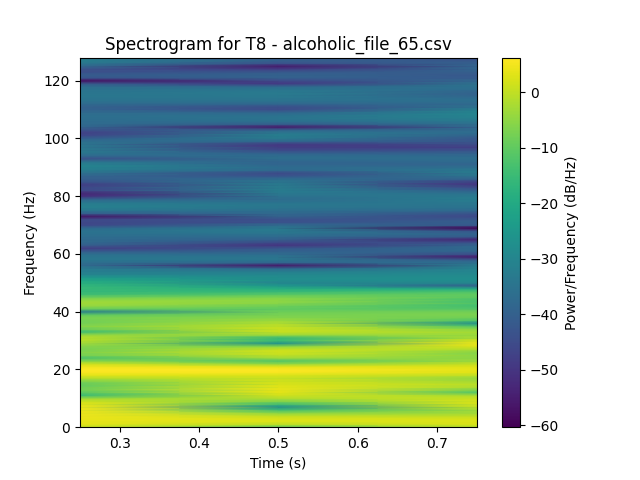 Spectrogram for T8 - alcoholic_file_65.csv
120
100
80
60
40
20
0
Frequency (Hz)
0.3 0.4 0.5 0.6 0.7
Time (s)
0
−10
−20
−30
−40
−50
−60
Power/Frequency (dB/Hz)